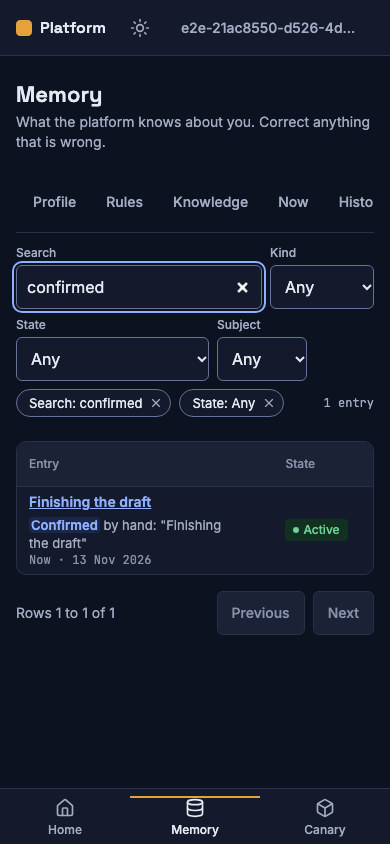 Platform
e2e-21ac8550-d526-4d...
Memory
What the platform knows about you. Correct anything
that is wrong.
Profile Rules Knowledge Now Histo
Search Kind
confirmed Any
State Subject
Any Any
Search: confirmed State: Any 1 entry
Entry State
Finishing the draft
Confirmed by hand: "Finishing
the draft"
Active
Now · 13 Nov 2026
Rows 1 to 1 of 1 Previous Next
Home Memory Canary